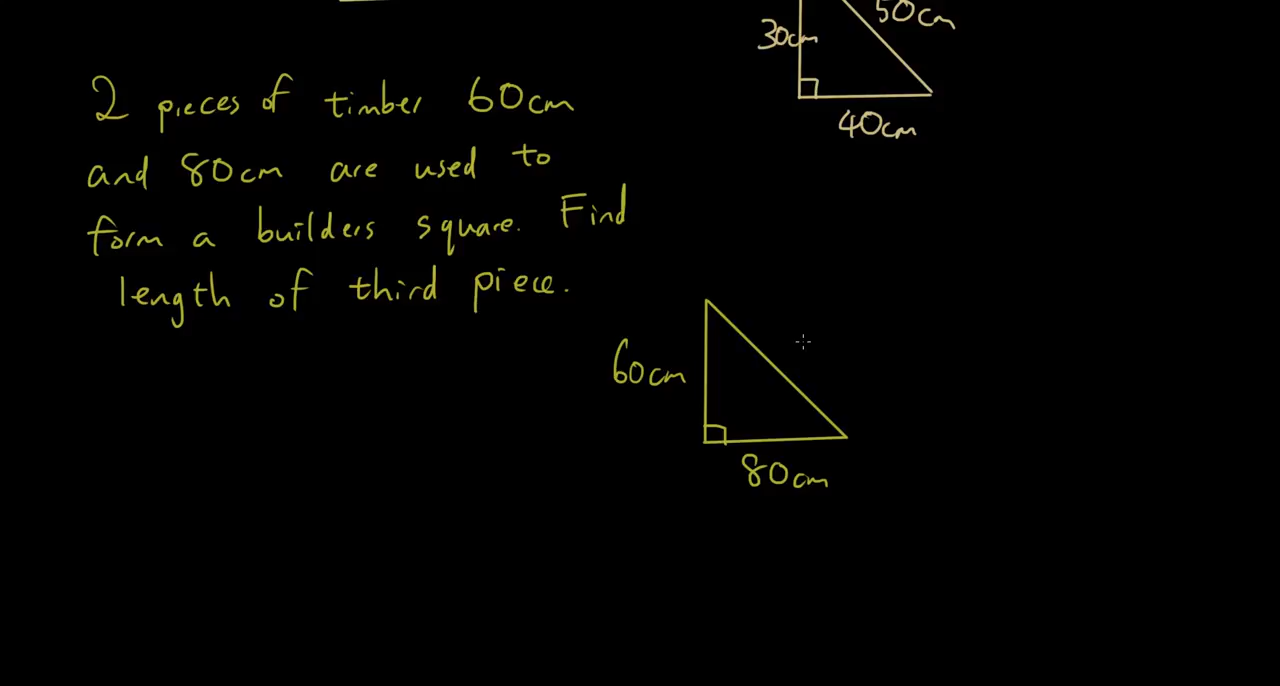 50cm
30cm
40cm
2 pieces of timber 60cm
and 80cm are used to
form a builders square. Find
length of third piece.
60cm
80cm